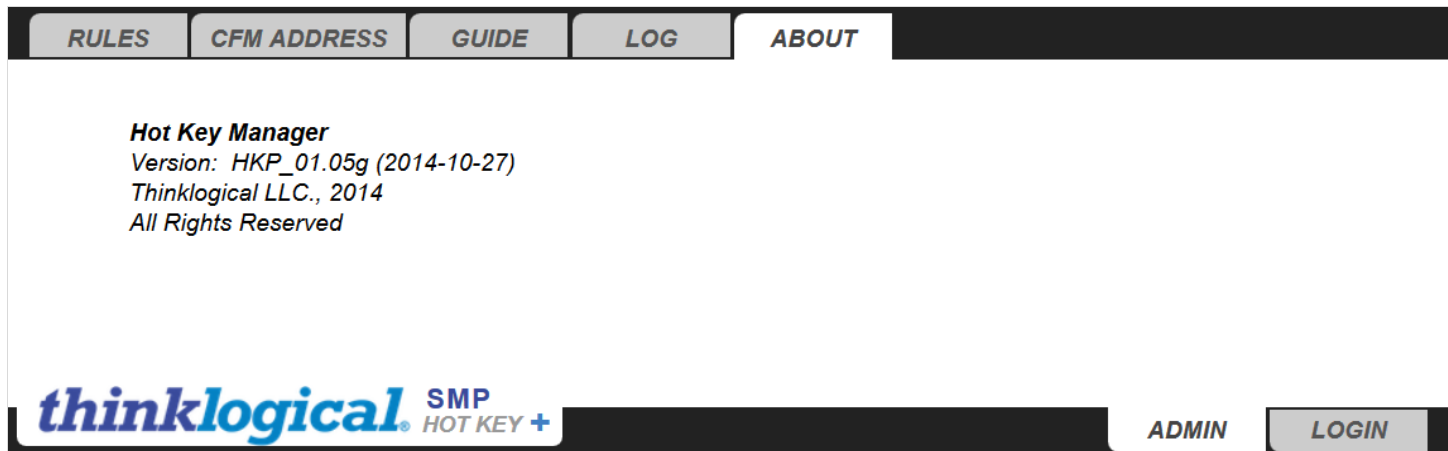 RULES CFM ADDRESS GUIDE LOG ABOUT
Hot Key Manager
Version: HKP_01.05g (2014-10-27)
Thinklogical LLC., 2014
All Rights Reserved
thinklogical® SMP
HOT KEY +
ADMIN LOGIN